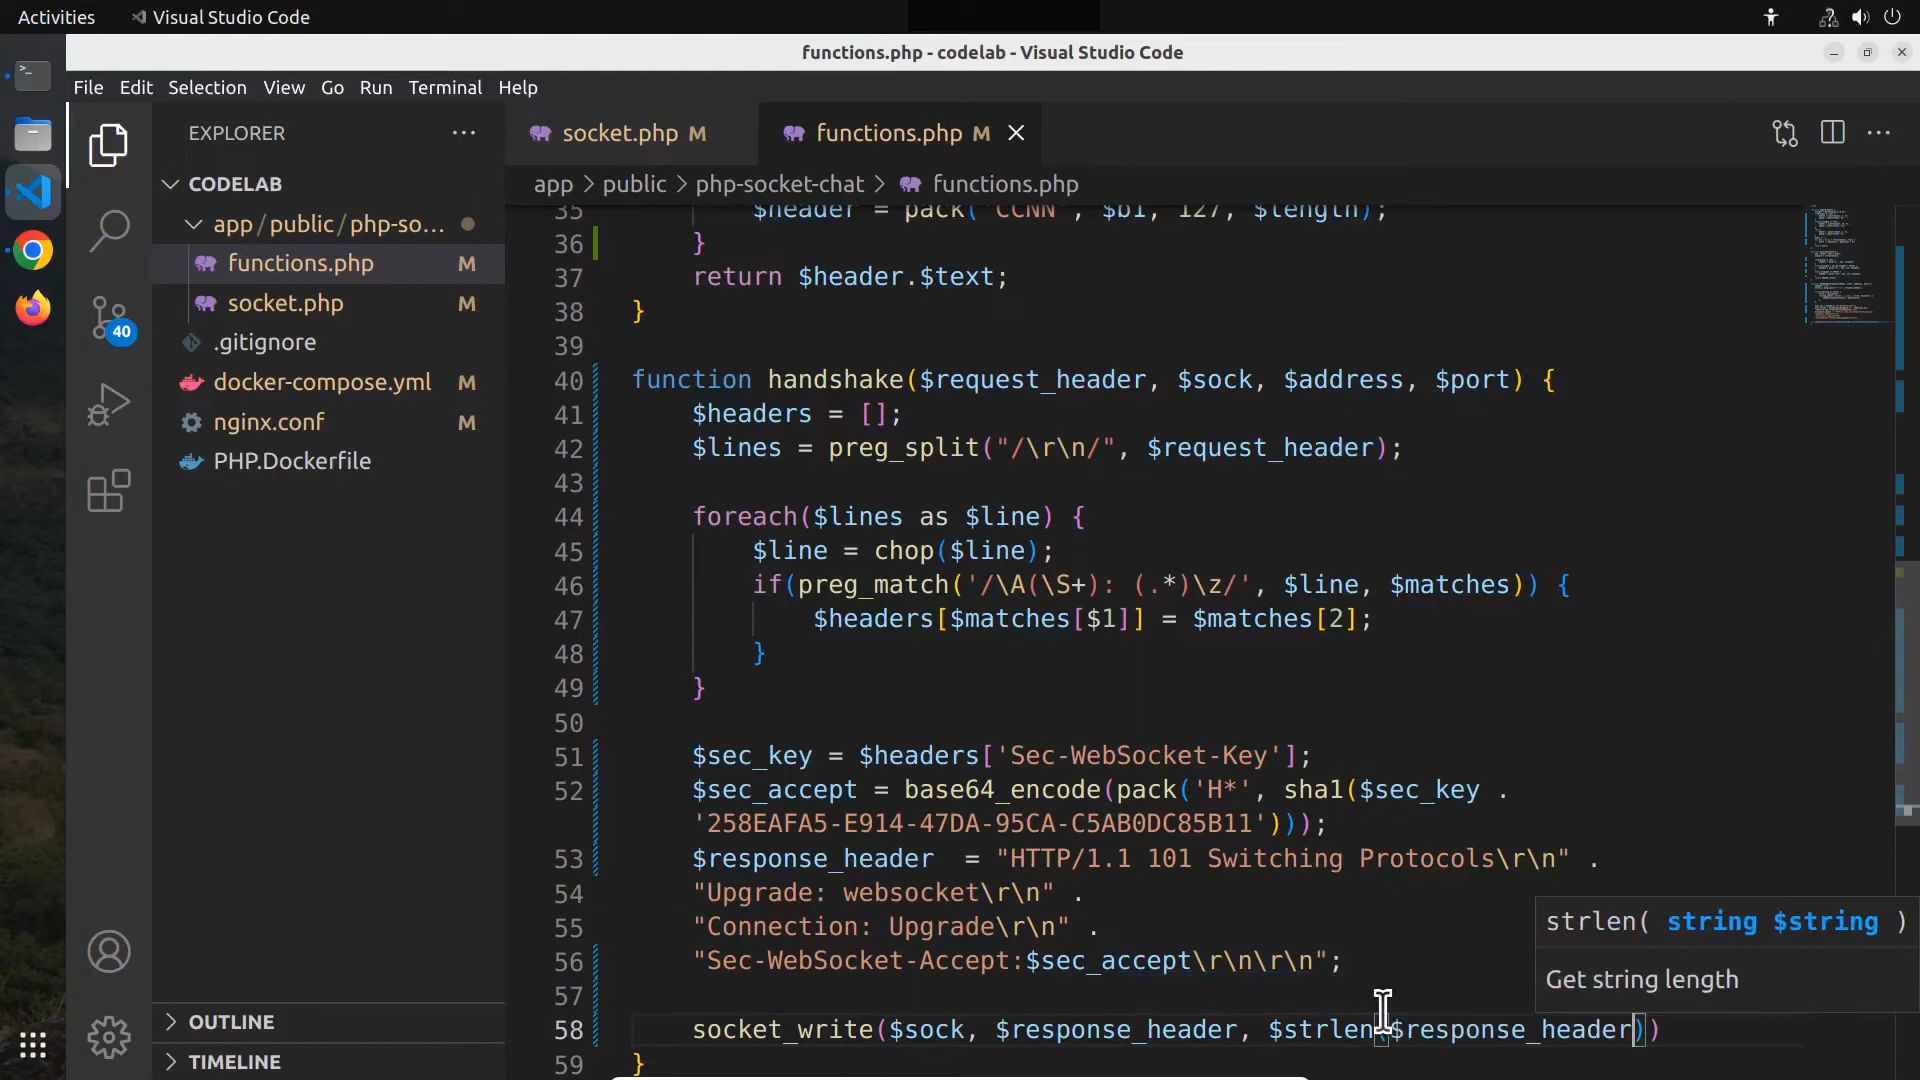 Activities
Visual Studio Code
functions.php - codelab - Visual Studio Code
File Edit Selection View Go Run Terminal Help
EXPLORER
CODELAB
app/public/php-so...
functions.php M
socket.php M
.gitignore
docker-compose.yml M
nginx.conf M
PHP.Dockerfile
40
OUTLINE
TIMELINE
socket.php M
functions.php M
app > public > php-socket-chat > functions.php
35 $header = pack("CCNN", $b1, 127, $length);
36 }
37 return $header.$text;
38 }
39
40 function handshake($request_header, $sock, $address, $port) {
41 $headers = [];
42 $lines = preg_split("/\r\n/", $request_header);
43
44 foreach($lines as $line) {
45 $line = chop($line);
46 if(preg_match('/\A(\S+): (.*)\z/', $line, $matches)) {
47 $headers[$matches[$1]] = $matches[2];
48 }
49 }
50
51 $sec_key = $headers['Sec-WebSocket-Key'];
52 $sec_accept = base64_encode(pack('H*', sha1($sec_key .
'258EAFA5-E914-47DA-95CA-C5AB0DC85B11')));
53 $response_header  = "HTTP/1.1 101 Switching Protocols\r\n" .
54 "Upgrade: websocket\r\n" .
55 "Connection: Upgrade\r\n" .
56 "Sec-WebSocket-Accept:$sec_accept\r\n\r\n";
57
58 socket_write($sock, $response_header, $strlen($response_header))
59 }
strlen( string $string )
Get string length